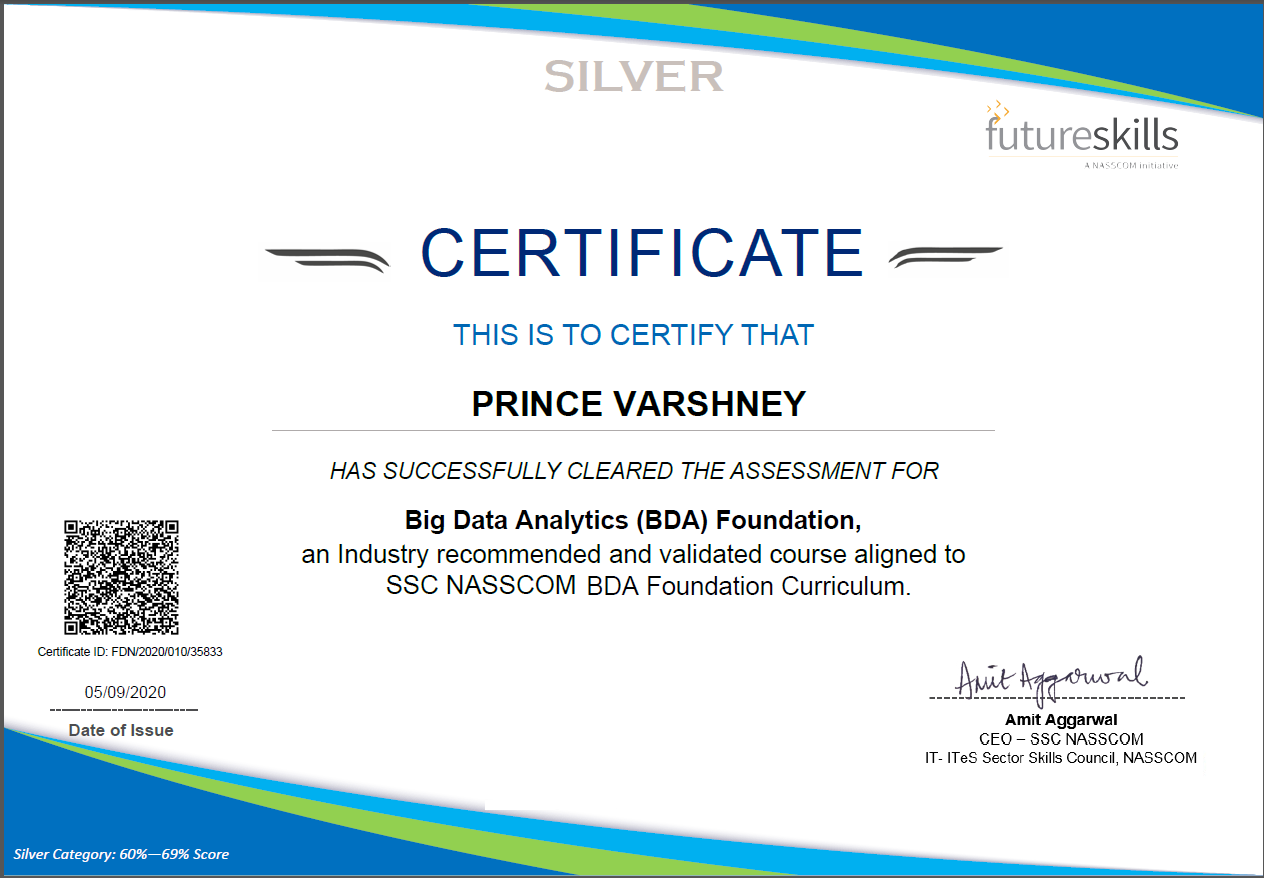 SILVER
futureskills
A NASSCOM initiative
CERTIFICATE
THIS IS TO CERTIFY THAT
PRINCE VARSHNEY
HAS SUCCESSFULLY CLEARED THE ASSESSMENT FOR
Big Data Analytics (BDA) Foundation,
an Industry recommended and validated course aligned to
SSC NASSCOM BDA Foundation Curriculum.
Certificate ID: FDN/2020/010/35833
05/09/2020
Date of Issue
Amit Aggarwal
Amit Aggarwal
CEO – SSC NASSCOM
IT- ITeS Sector Skills Council, NASSCOM
Silver Category: 60%—69% Score